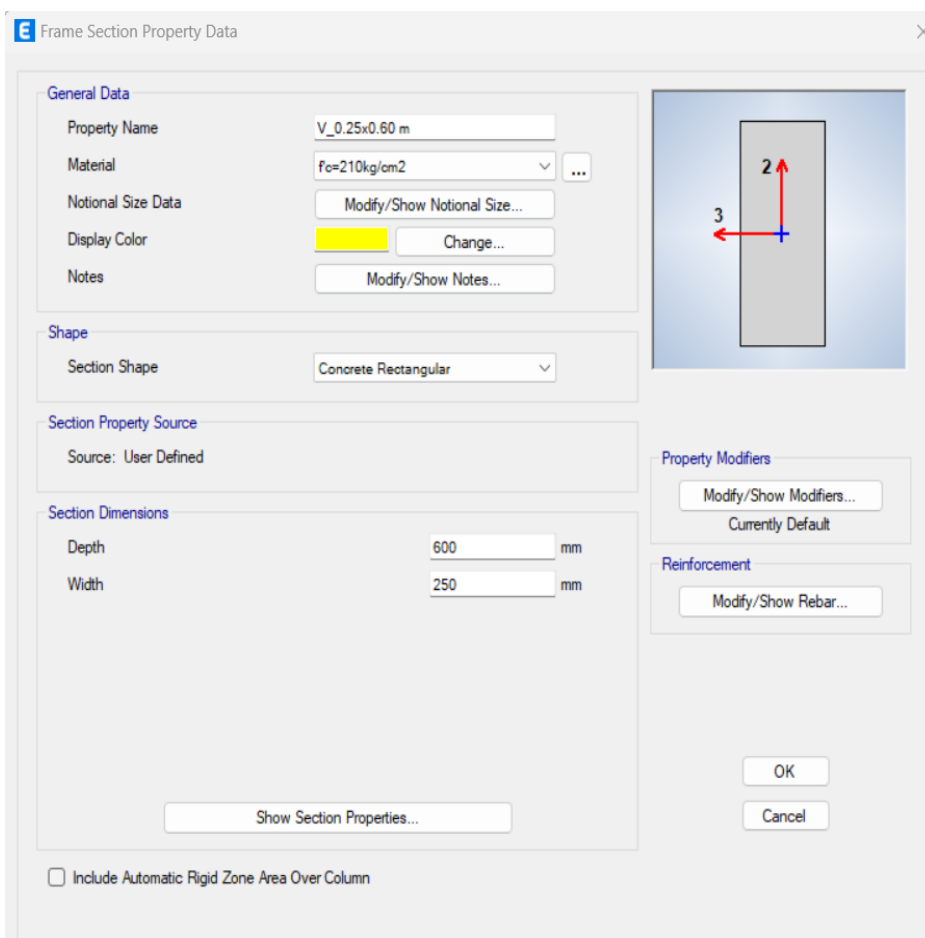 E Frame Section Property Data
General Data
Property Name V_0.25x0.60 m
Material f'c=210kg/cm2 ...
Notional Size Data Modify/Show Notional Size...
Display Color Change...
Notes Modify/Show Notes...
2
3
Shape
Section Shape Concrete Rectangular
Section Property Source
Source: User Defined
Property Modifiers
Modify/Show Modifiers...
Currently Default
Section Dimensions
Depth 600 mm
Width 250 mm
Reinforcement
Modify/Show Rebar...
Show Section Properties...
OK
Cancel
Include Automatic Rigid Zone Area Over Column